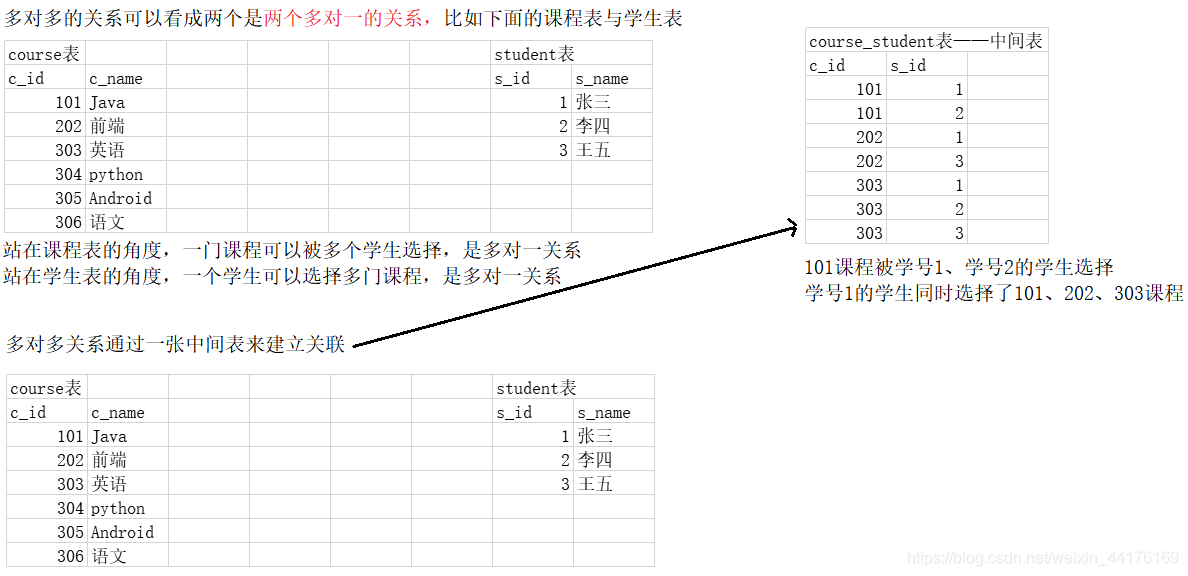 多对多的关系可以看成两个是两个多对一的关系，比如下面的课程表与学生表
course表 student表
c_id c_name s_id s_name
101 Java 1 张三
202 前端 2 李四
303 英语 3 王五
304 python
305 Android
306 语文
站在课程表的角度，一门课程可以被多个学生选择，是多对一关系
站在学生表的角度，一个学生可以选择多门课程，是多对一关系
course_student表——中间表
c_id s_id
101 1
101 2
202 1
202 3
303 1
303 2
303 3
101课程被学号1、学号2的学生选择
学号1的学生同时选择了101、202、303课程
多对多关系通过一张中间表来建立关联
course表 student表
c_id c_name s_id s_name
101 Java 1 张三
202 前端 2 李四
303 英语 3 王五
304 python
305 Android
306 语文
https://blog.csdn.net/weixin_44176169